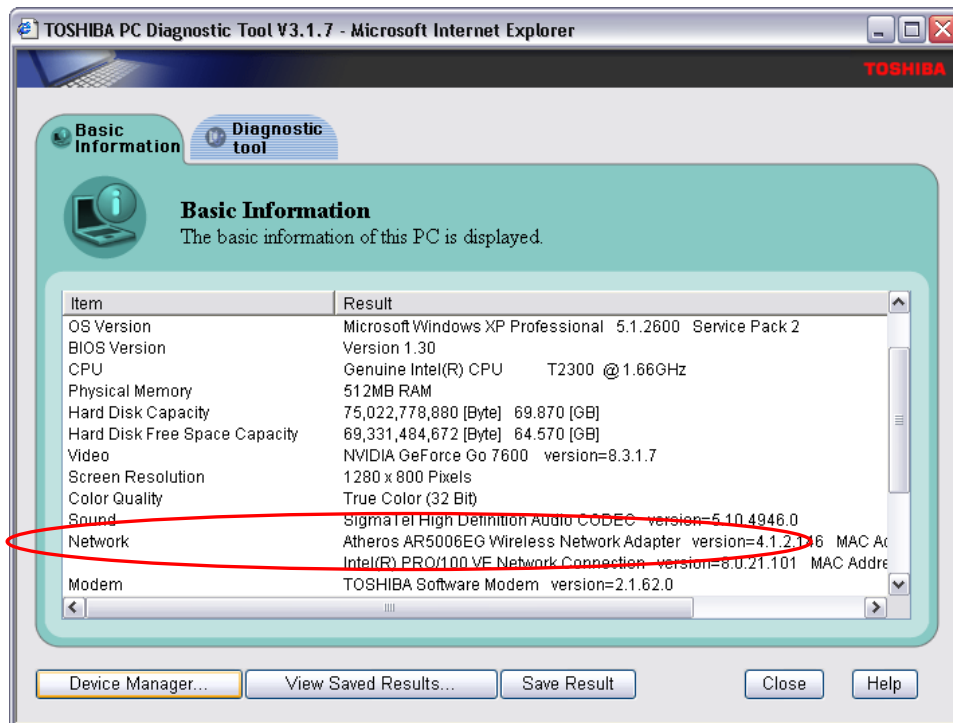 TOSHIBA PC Diagnostic Tool V3.1.7 - Microsoft Internet Explorer
TOSHIBA
Basic
Information
Diagnostic
tool
Basic Information
The basic information of this PC is displayed.
Item Result
OS Version Microsoft Windows XP Professional 5.1.2600 Service Pack 2
BIOS Version Version 1.30
CPU Genuine Intel(R) CPU T2300 @ 1.66GHz
Physical Memory 512MB RAM
Hard Disk Capacity 75,022,778,880 [Byte] 69.870 [GB]
Hard Disk Free Space Capacity 69,331,484,672 [Byte] 64.570 [GB]
Video NVIDIA GeForce Go 7600 version=8.3.1.7
Screen Resolution 1280 x 800 Pixels
Color Quality True Color (32 Bit)
Sound SigmaTel High Definition Audio CODEC version=5.10.4946.0
Network Atheros AR5006EG Wireless Network Adapter version=4.1.2.146 MAC Ad
Intel(R) PRO/100 VE Network Connection version=8.0.21.101 MAC Addre
Modem TOSHIBA Software Modem version=2.1.62.0
Device Manager... View Saved Results... Save Result Close Help